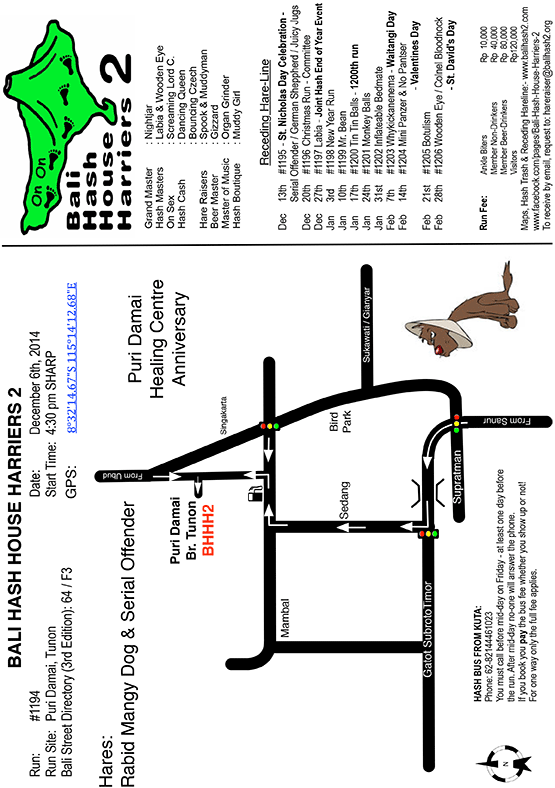 BALI HASH HOUSE HARRIERS 2
Run: #1194
Run Site: Puri Damai, Tunon
Bali Street Directory (3rd Edition): 64 / F3
Date: December 6th, 2014
Start Time: 4:30 pm SHARP
GPS: 8°32'14.67"S 115°14'12.68"E
Hares:
Rabid Mangy Dog & Serial Offender
Puri Damai
Healing Centre
Anniversary
From Ubud
Singakarta
Puri Damai
Br. Tunon
BHHH2
Mambal
Sedang
Bird
Park
Sukawati / Gianyar
Gatot SubrotoTimor
Supratman
From Sanur
N
HASH BUS FROM KUTA:
Phone: 62-82144461023
You must call before mid-day on Friday - at least one day before
the run. After mid-day no-one will answer the phone.
If you book you pay the bus fee whether you show up or not!
For one way only the full fee applies.
On On
Bali
Hash
House
Harriers 2
Grand Master : Nightjar
Hash Masters : Labia & Wooden Eye
On Sex : Screaming Lord C.
Hash Cash : Dancing Queen
: Bouncing Czech
Hare Raisers : Spook & Muddyman
Beer Master : Gizzard
Master of Music : Organ Grinder
Hash Boutique : Muddy Girl
Receding Hare-Line:
Dec 13th #1195 - St. Nicholas Day Celebration -
Serial Offender / German Shepherd / Juicy Jugs
Dec 20th #1196 Christmas Run - Committee
Dec 27th #1197 Labia - Joint Hash End of Year Event
Jan 3rd #1198 New Year Run
Jan 10th #1199 Mr. Bean
Jan 17th #1200 Tin Tin Balls - 1200th run
Jan 24th #1201 Monkey Balls
Jan 31st #1202 Inflateable Bedmate
Feb 7th #1203 Whykickanenema - Waitangi Day
Feb 14th #1204 Mini Panzer & No Pantser
- Valentines Day
Feb 21st #1205 Botulism
Feb 28th #1206 Wooden Eye / Colnel Bloodnock
- St. David's Day
Run Fee: Ankle Biters Rp 10,000
Member Non-Drinkers Rp 40,000
Member Beer-Drinkers Rp 80,000
Visitors Rp120,000
Maps, Hash Trash & Receding Hareline:- www.balihash2.com
www.facebook.com/pages/Bali-Hash-House-Harriers-2
To receive by email, request to: hareraiser@balihash2.org